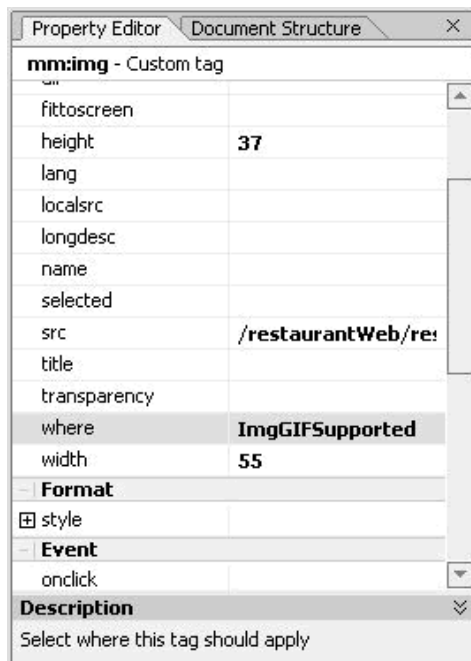 Property Editor Document Structure
mm:img - Custom tag
fittoscreen
height 37
lang
localsrc
longdesc
name
selected
src /restaurantWeb/res
title
transparency
where ImgGIFSupported
width 55
Format
style
Event
onclick
Description
Select where this tag should apply